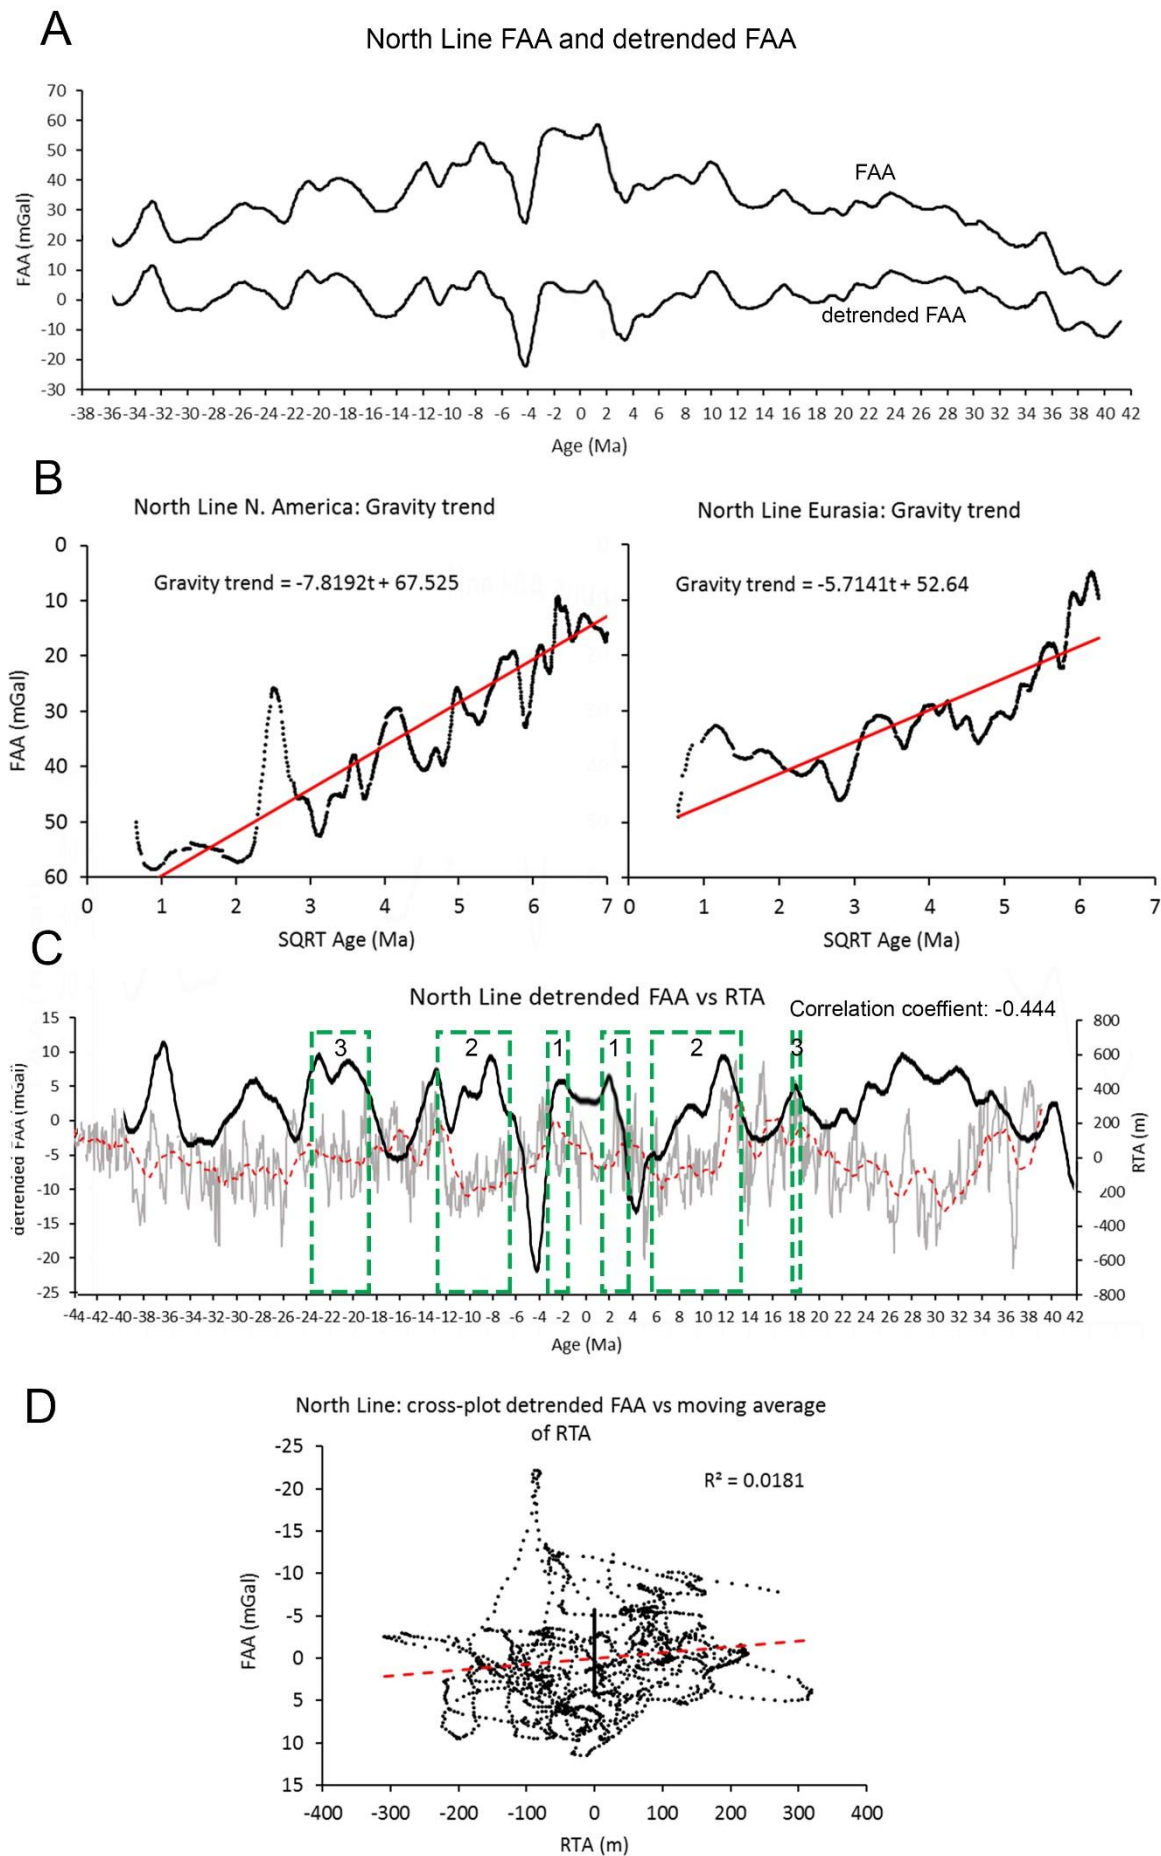 A
North Line FAA and detrended FAA
70
60
50
40
30
20
10
0
-10
-20
-30
FAA (mGal)
FAA
detrended FAA
-38 -36 -34 -32 -30 -28 -26 -24 -22 -20 -18 -16 -14 -12 -10 -8 -6 -4 -2 0 2 4 6 8 10 12 14 16 18 20 22 24 26 28 30 32 34 36 38 40 42
Age (Ma)
B
North Line N. America: Gravity trend
Gravity trend = -7.8192t + 67.525
0
10
20
30
40
50
60
FAA (mGal)
0 1 2 3 4 5 6 7
SQRT Age (Ma)
North Line Eurasia: Gravity trend
Gravity trend = -5.7141t + 52.64
0 1 2 3 4 5 6 7
SQRT Age (Ma)
C
North Line detrended FAA vs RTA
Correlation coeffient: -0.444
15
10
5
0
-5
-10
-15
-20
-25
detrended FAA (mGal)
3 2 1 1 2 3
800
600
400
200
0
200
-400
-600
-800
RTA (m)
-44 -42 -40 -38 -36 -34 -32 -30 -28 -26 -24 -22 -20 -18 -16 -14 -12 -10 -8 -6 -4 -2 0 2 4 6 8 10 12 14 16 18 20 22 24 26 28 30 32 34 36 38 40 42
Age (Ma)
D
North Line: cross-plot detrended FAA vs moving average
of RTA
R² = 0.0181
-25
-20
-15
-10
-5
0
5
10
15
FAA (mGal)
-400 -300 -200 -100 0 100 200 300 400
RTA (m)